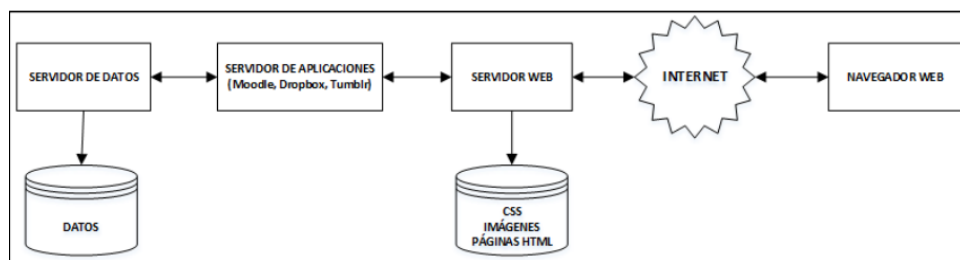 SERVIDOR DE DATOS
SERVIDOR DE APLICACIONES
(Moodle, Dropbox, Tumblr)
SERVIDOR WEB
INTERNET
NAVEGADOR WEB
DATOS
CSS
IMÁGENES
PÁGINAS HTML